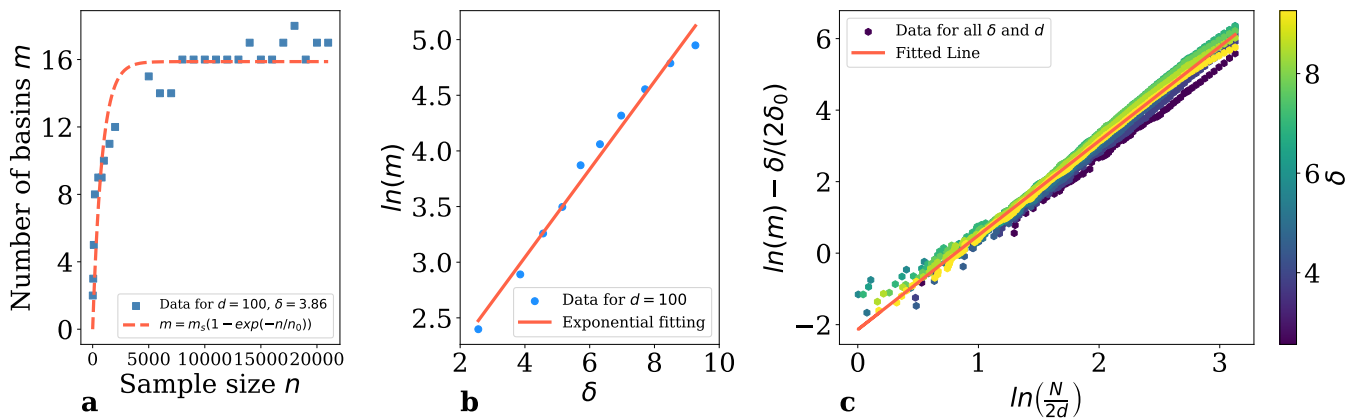 Number of basins m
16
12
8
4
0
Data for d = 100, δ = 3.86
m = mₛ(1 − exp(−n/n₀))
0 5000 10000 15000 20000
Sample size n
a
ln(m)
5.0
4.5
4.0
3.5
3.0
2.5
Data for d = 100
Exponential fitting
2 4 6 8 10
δ
b
ln(m) − δ/(2δ₀)
6
4
2
0
−2
Data for all δ and d
Fitted Line
0 1 2 3
ln(N/2d)
c
8
6
4
δ